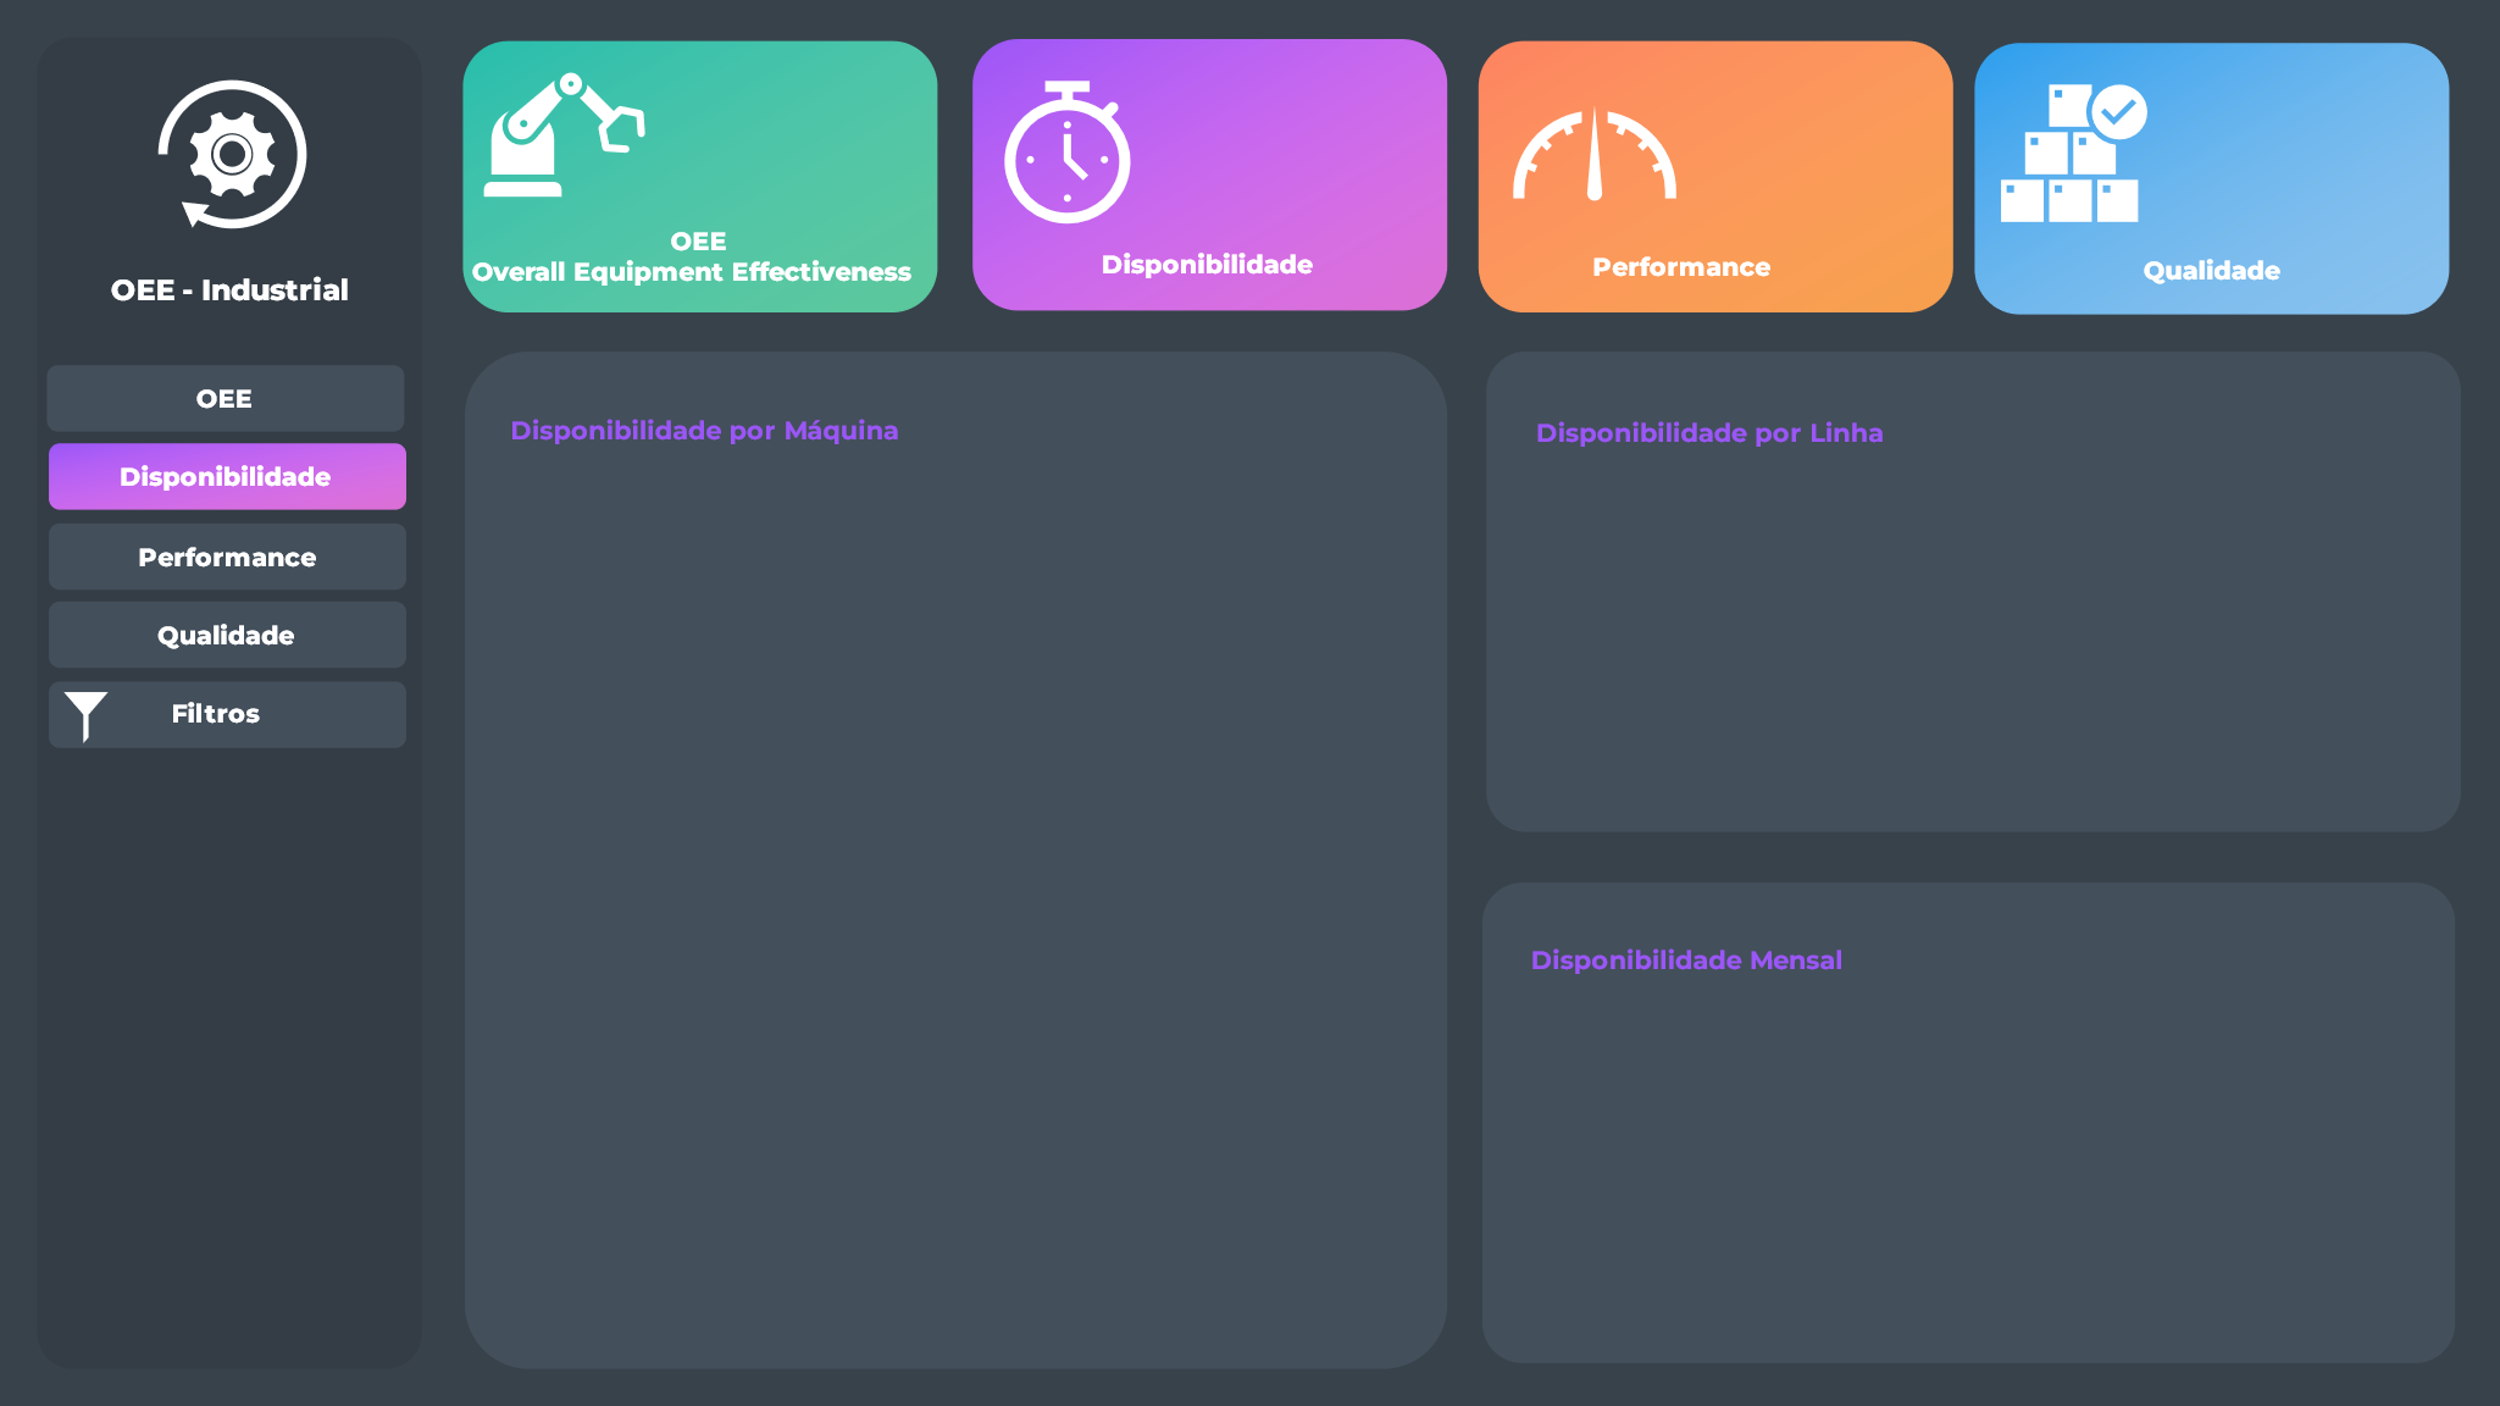 OEE - Industrial
OEE
Disponibilidade
Performance
Qualidade
Filtros
OEE
Overall Equipment Effectiveness
Disponibilidade
Performance
Qualidade
Disponibilidade por Máquina
Disponibilidade por Linha
Disponibilidade Mensal